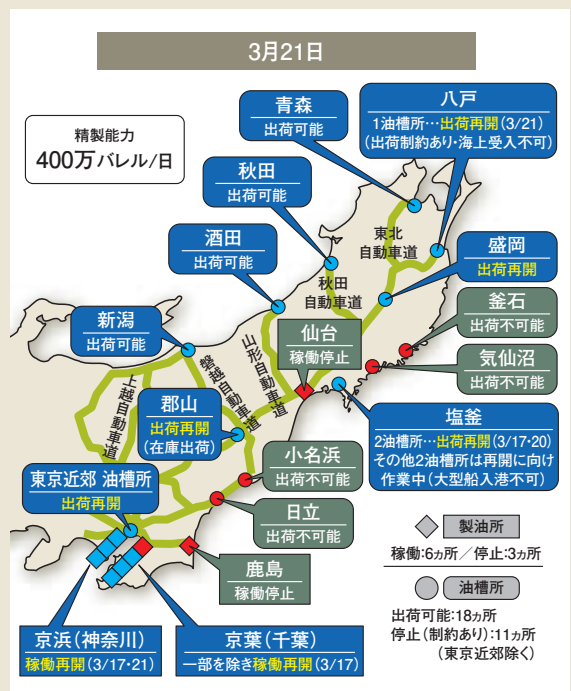 3月21日
精製能力
400万バレル/日
青森
出荷可能
八戸
1油槽所…出荷再開(3/21)
(出荷制約あり・海上受入不可)
秋田
出荷可能
酒田
出荷可能
東北
自動車道
秋田
自動車道
盛岡
出荷再開
新潟
出荷可能
仙台
稼働停止
釜石
出荷不可能
気仙沼
出荷不可能
上越自動車道
磐越自動車道
山形自動車道
郡山
出荷再開
(在庫出荷)
塩釜
2油槽所…出荷再開(3/17・20)
その他2油槽所は再開に向け
作業中(大型船入港不可)
小名浜
出荷不可能
東京近郊 油槽所
出荷再開
日立
出荷不可能
鹿島
稼働停止
製油所
稼働:6ヵ所/停止:3ヵ所
油槽所
出荷可能:18ヵ所
停止(制約あり):11ヵ所
(東京近郊除く)
京浜(神奈川)
稼働再開(3/17・21)
京葉(千葉)
一部を除き稼働再開(3/17)